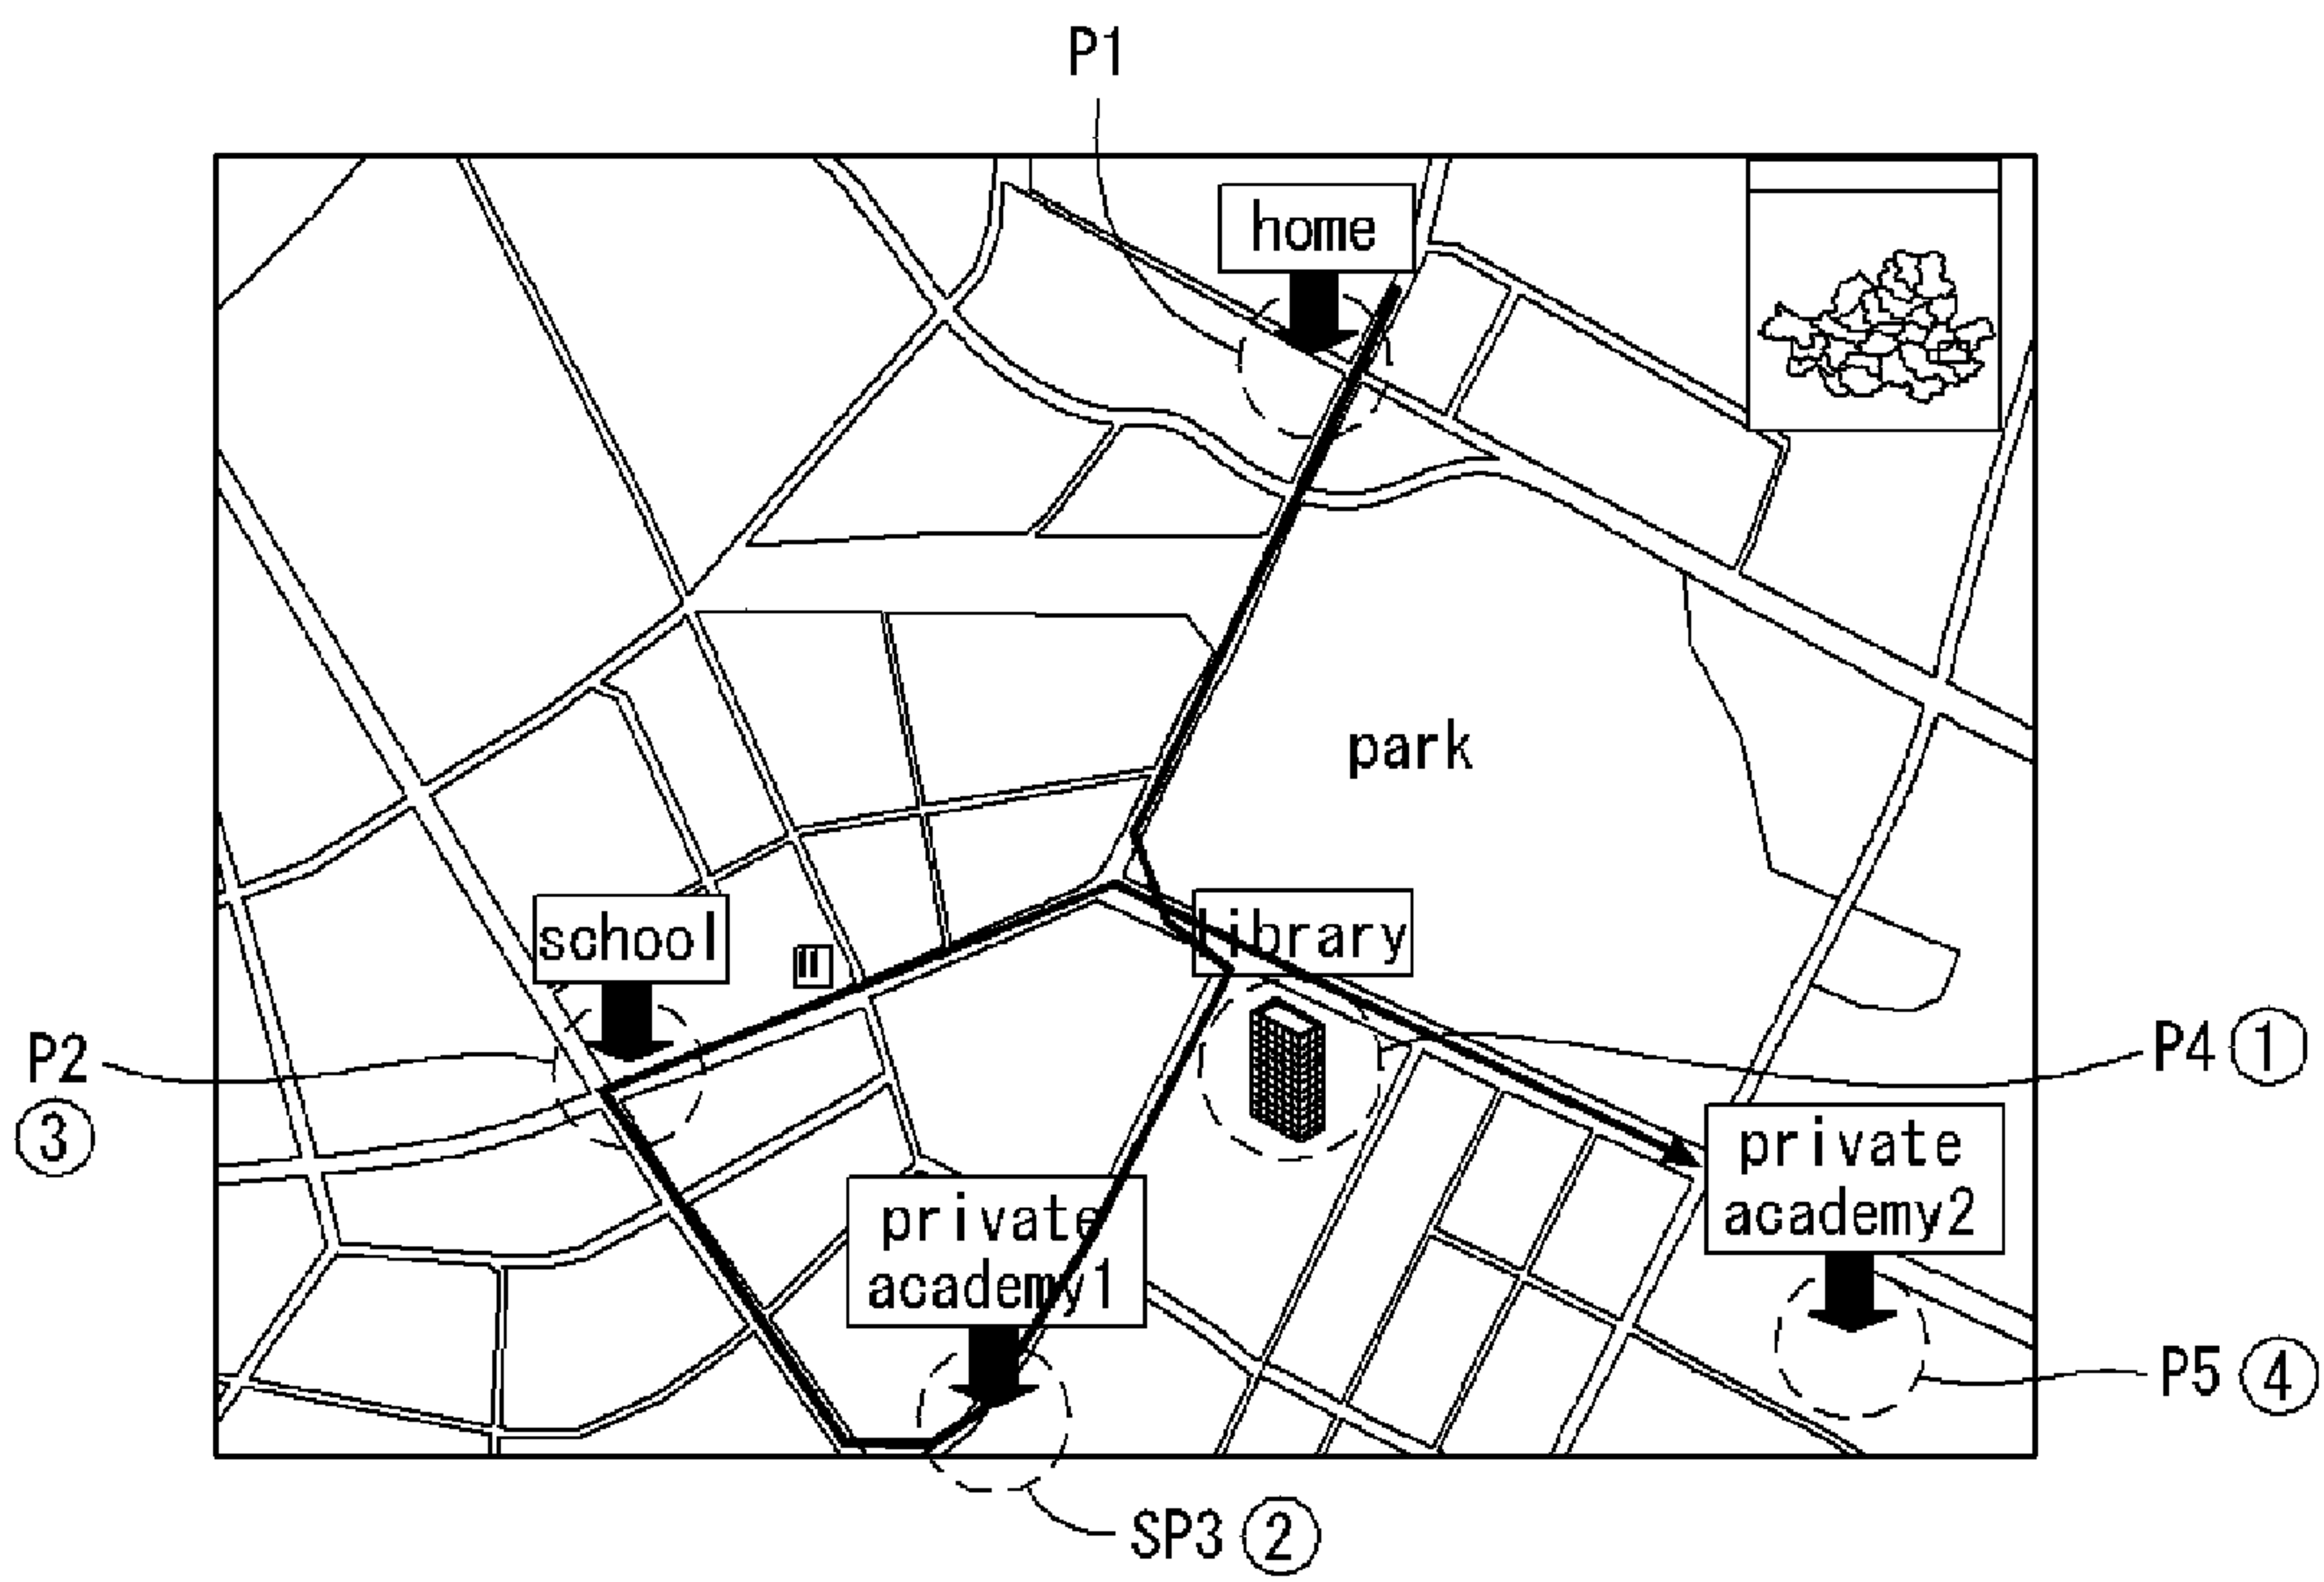 P1
home
park
school
library
P2
③
P4 ①
private
academy1
private
academy2
P5 ④
SP3 ②